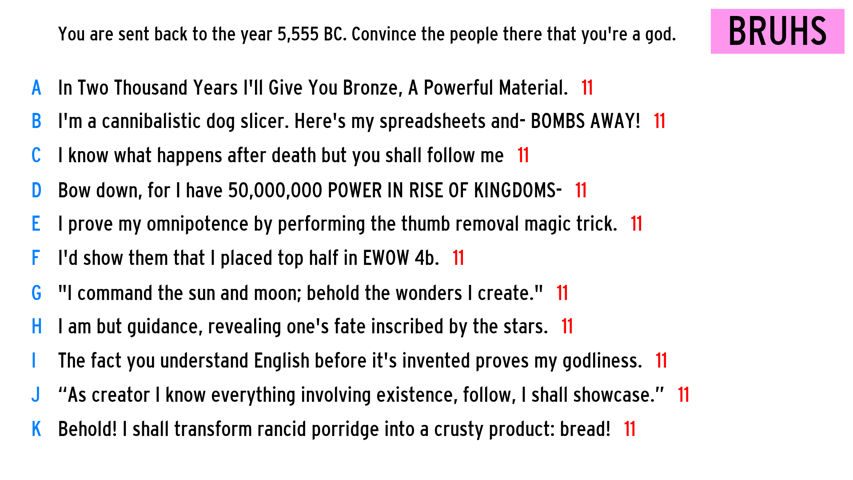 You are sent back to the year 5,555 BC. Convince the people there that you're a god.
BRUHS
A In Two Thousand Years I'll Give You Bronze, A Powerful Material. 11
B I'm a cannibalistic dog slicer. Here's my spreadsheets and- BOMBS AWAY! 11
C I know what happens after death but you shall follow me 11
D Bow down, for I have 50,000,000 POWER IN RISE OF KINGDOMS- 11
E I prove my omnipotence by performing the thumb removal magic trick. 11
F I'd show them that I placed top half in EWOW 4b. 11
G "I command the sun and moon; behold the wonders I create." 11
H I am but guidance, revealing one's fate inscribed by the stars. 11
I The fact you understand English before it's invented proves my godliness. 11
J “As creator I know everything involving existence, follow, I shall showcase.” 11
K Behold! I shall transform rancid porridge into a crusty product: bread! 11